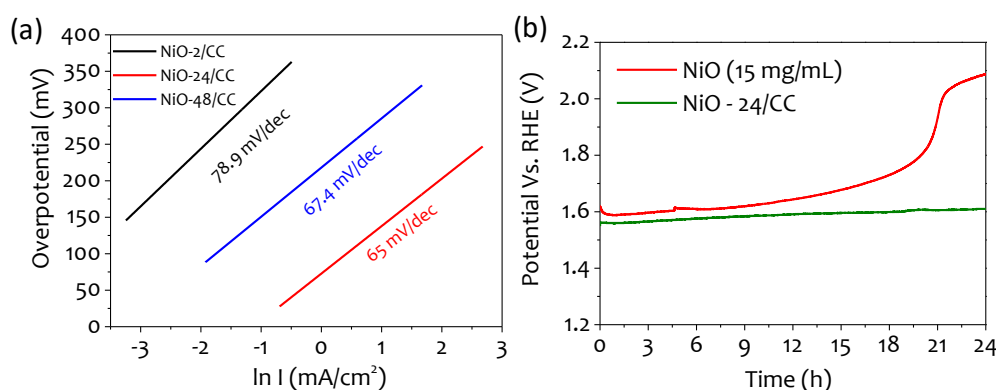 (a)
NiO-2/CC
NiO-24/CC
NiO-48/CC
78.9 mV/dec
67.4 mV/dec
65 mV/dec
Overpotential (mV)
400
350
300
250
200
150
100
50
0
-3
-2
-1
0
1
2
3
ln I (mA/cm²)
(b)
NiO (15 mg/mL)
NiO - 24/CC
Potential Vs. RHE (V)
2.2
2.0
1.8
1.6
1.4
1.2
0
3
6
9
12
15
18
21
24
Time (h)